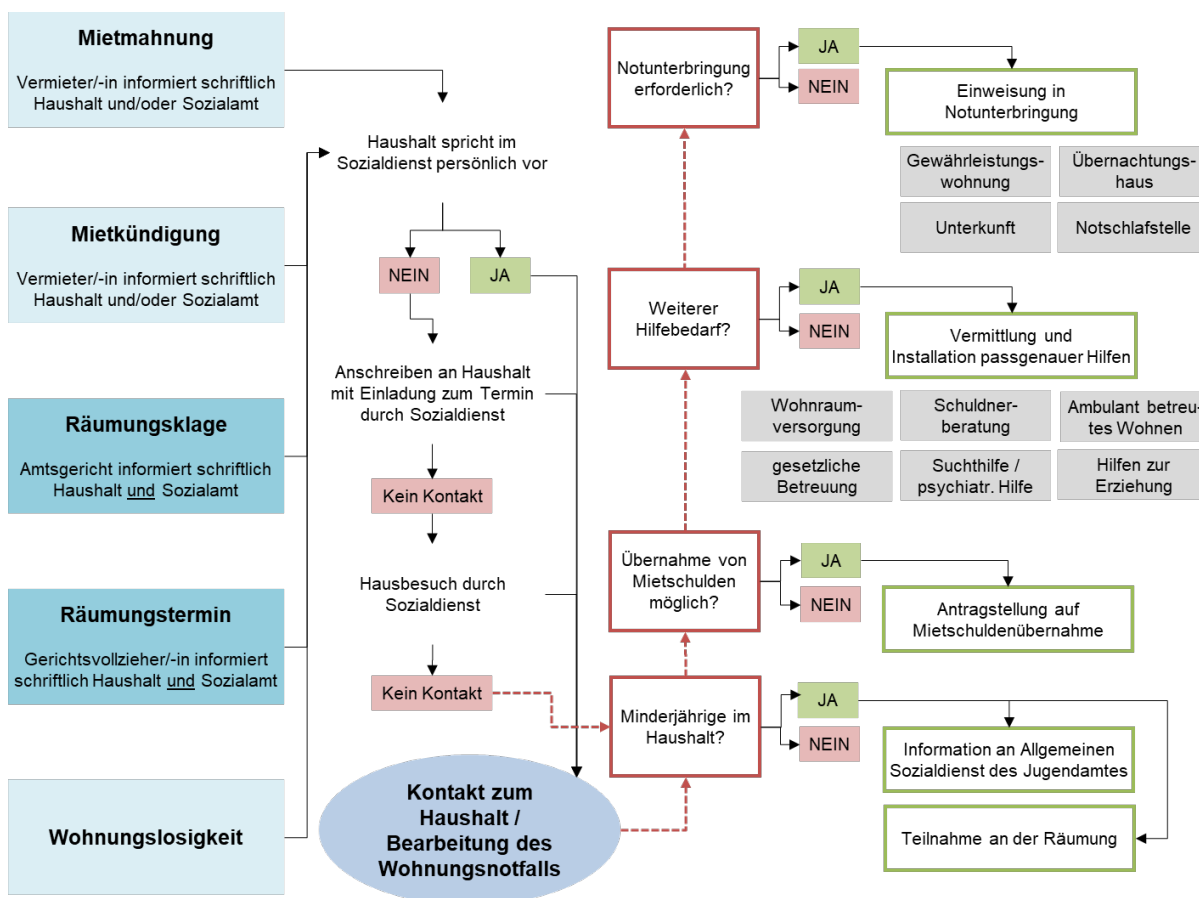 Mietmahnung
Vermieter/-in informiert schriftlich
Haushalt und/oder Sozialamt
Mietkündigung
Vermieter/-in informiert schriftlich
Haushalt und/oder Sozialamt
Räumungsklage
Amtsgericht informiert schriftlich
Haushalt und Sozialamt
Räumungstermin
Gerichtsvollzieher/-in informiert
schriftlich Haushalt und Sozialamt
Wohnungslosigkeit
Haushalt spricht im
Sozialdienst persönlich vor
NEIN
JA
Anschreiben an Haushalt
mit Einladung zum Termin
durch Sozialdienst
Kein Kontakt
Hausbesuch durch
Sozialdienst
Kein Kontakt
Kontakt zum
Haushalt /
Bearbeitung des
Wohnungsnotfalls
Notunterbringung
erforderlich?
JA
NEIN
Einweisung in
Notunterbringung
Gewährleistungs-
wohnung
Übernachtungs-
haus
Unterkunft
Notschlafstelle
Weiterer
Hilfebedarf?
JA
NEIN
Vermittlung und
Installation passgenauer Hilfen
Wohnraum-
versorgung
Schuldner-
beratung
Ambulant betreu-
tes Wohnen
gesetzliche
Betreuung
Suchthilfe /
psychiatr. Hilfe
Hilfen zur
Erziehung
Übernahme von
Mietschulden
möglich?
JA
NEIN
Antragstellung auf
Mietschuldenübernahme
Minderjährige im
Haushalt?
JA
NEIN
Information an Allgemeinen
Sozialdienst des Jugendamtes
Teilnahme an der Räumung